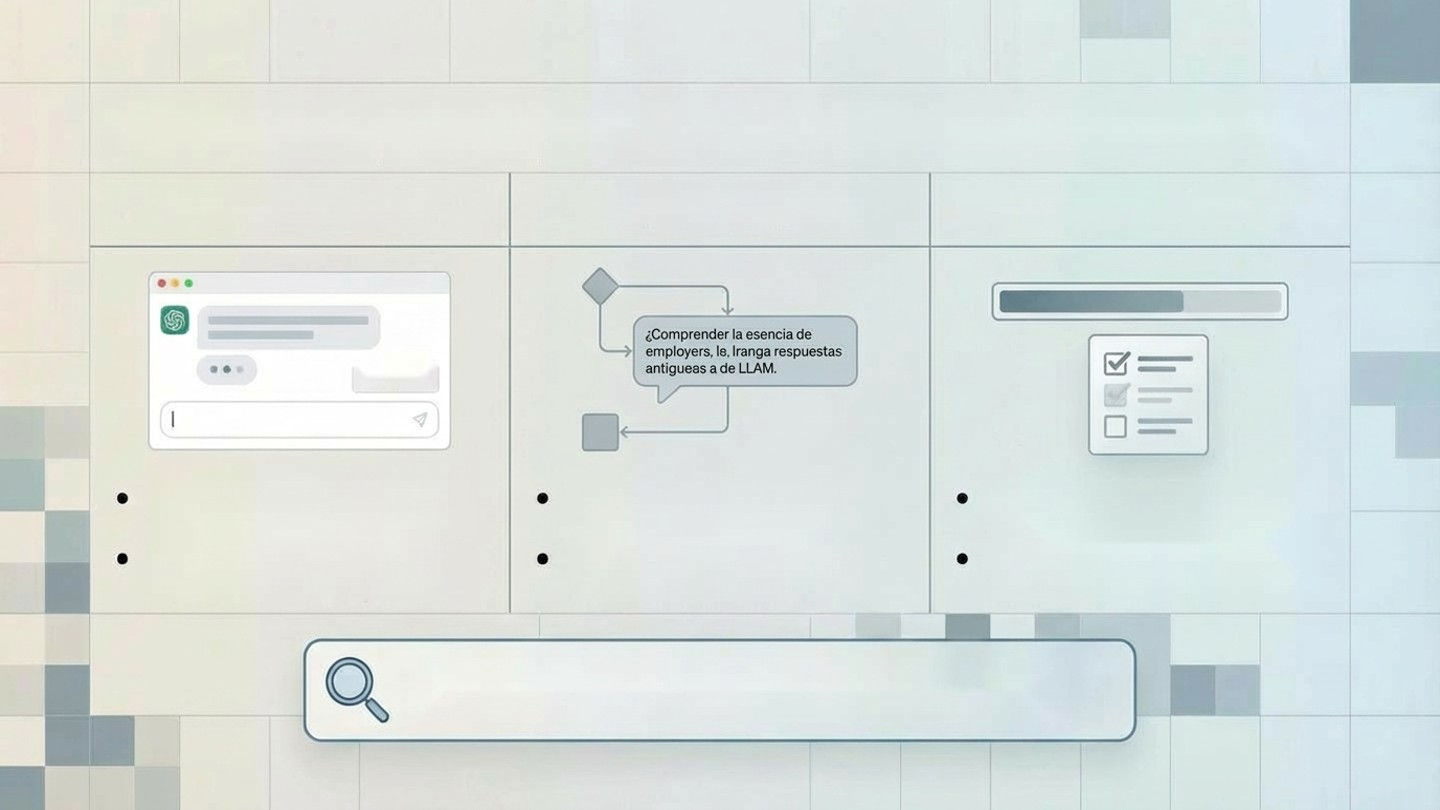 ¿Comprender la esencia de
employers, le, Iranga respuestas
antigueas a de LLAM.